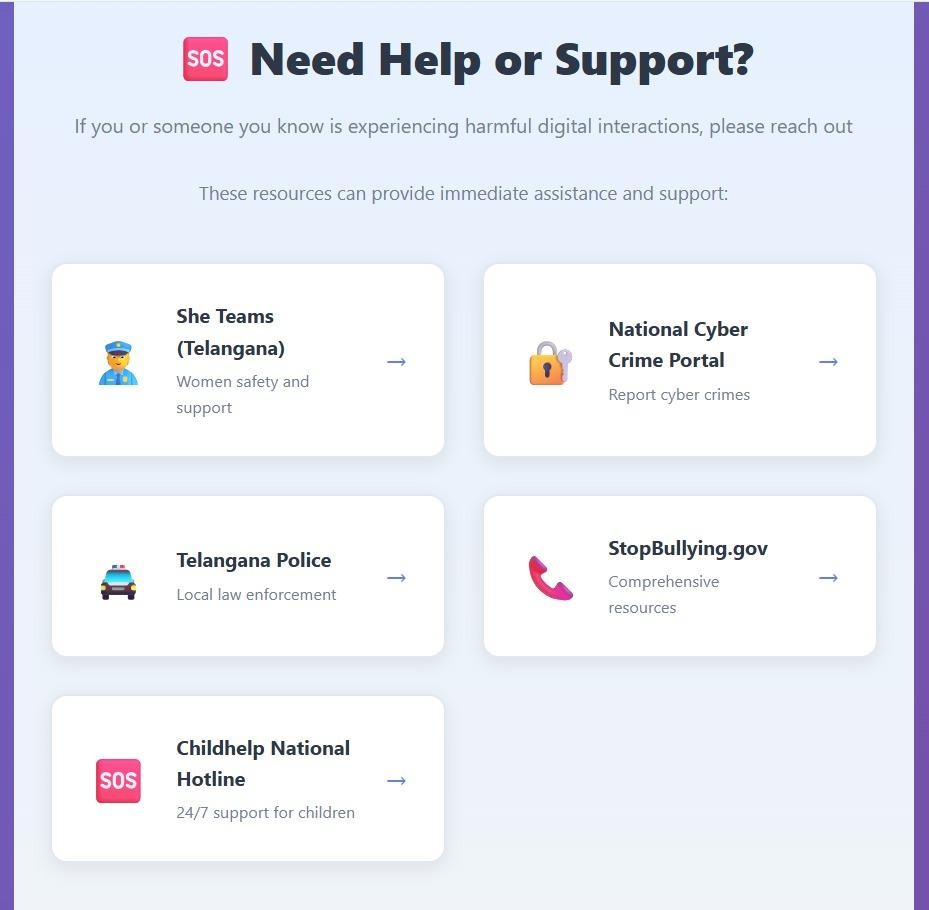 SOS Need Help or Support?
If you or someone you know is experiencing harmful digital interactions, please reach out
These resources can provide immediate assistance and support:
She Teams
(Telangana)
Women safety and
support
→
National Cyber
Crime Portal
Report cyber crimes
→
Telangana Police
Local law enforcement
→
StopBullying.gov
Comprehensive
resources
→
SOS
Childhelp National
Hotline
24/7 support for children
→